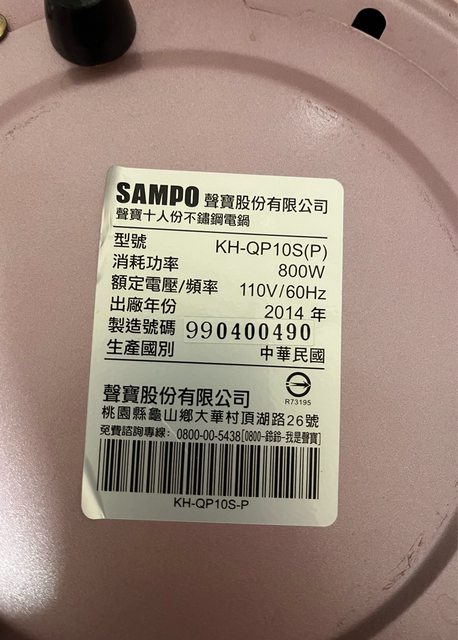 SAMPO 聲寶股份有限公司
聲寶十人份不鏽鋼電鍋
型號 KH-QP10S(P)
消耗功率 800W
額定電壓/頻率 110V/60Hz
出廠年份 2014 年
製造號碼 990400490
生產國別 中華民國
R73195
聲寶股份有限公司
桃園縣龜山鄉大華村頂湖路26號
免費諮詢專線: 0800-00-5438[0800-鈴鈴-我是聲寶]
KH-QP10S-P